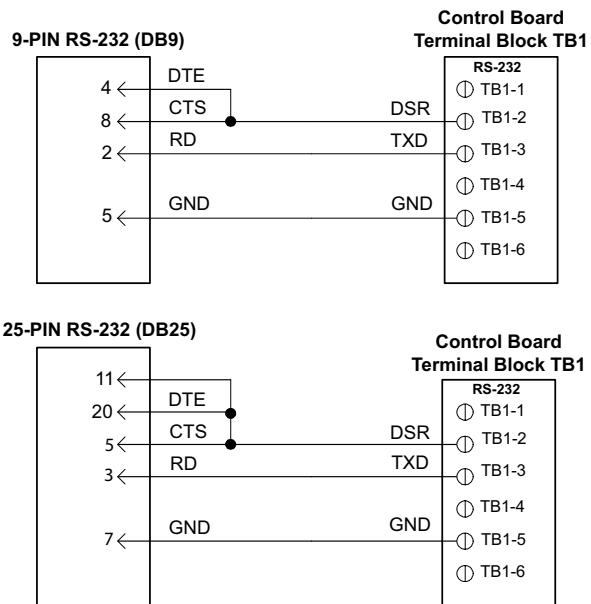 Control Board
9-PIN RS-232 (DB9) Terminal Block TB1
RS-232
4 DTE TB1-1
8 CTS DSR TB1-2
2 RD TXD TB1-3
TB1-4
5 GND GND TB1-5
TB1-6
25-PIN RS-232 (DB25)
Control Board
Terminal Block TB1
11 RS-232
20 DTE TB1-1
5 CTS DSR TB1-2
3 RD TXD TB1-3
TB1-4
7 GND GND TB1-5
TB1-6